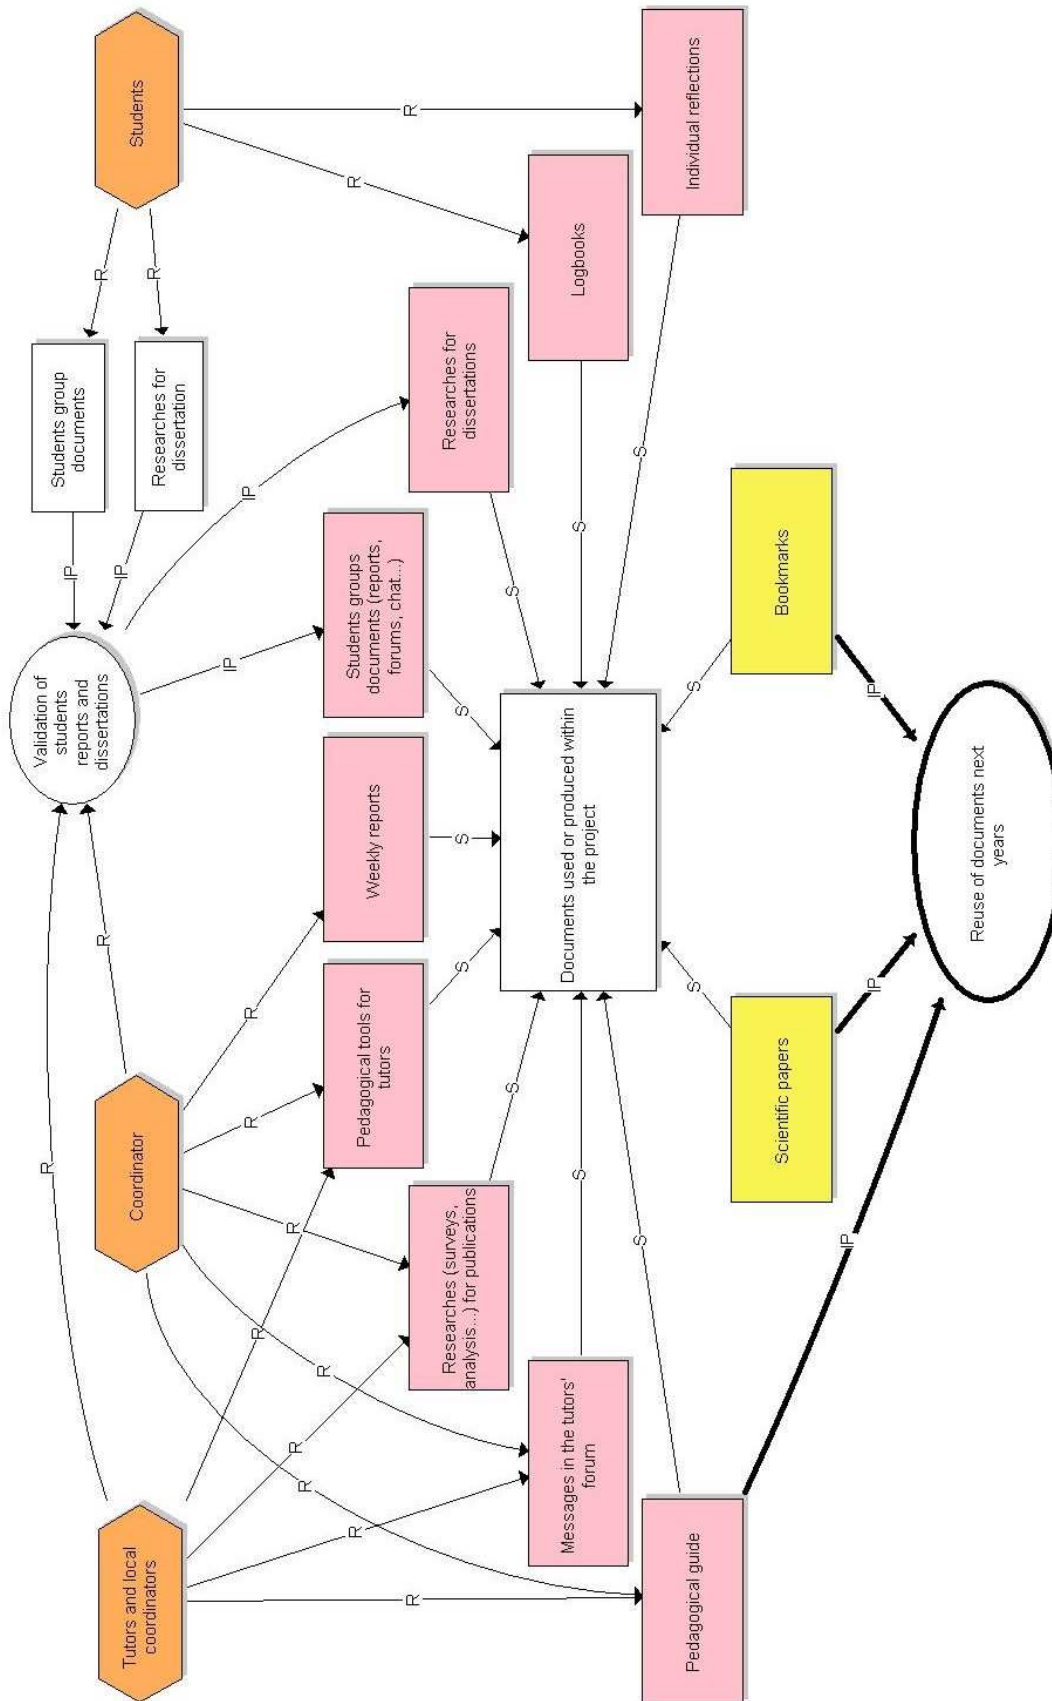 Tutors and local
coordinators
Coordinator
Students
Validation of
students
reports and
dissertations
Students group
documents
Researches for
dissertation
R
R
R
R
IP
IP
R
R
IP
IP
R
R
R
R
R
R
R
R
R
R
Pedagogical tools for
tutors
Weekly reports
Students groups
documents (reports,
forums, chat...)
Researches (surveys,
analysis...) for publications
Researches for
dissertations
Messages in the tutors'
forum
Logbooks
Pedagogical guide
Individual reflections
S
S
S
S
S
S
S
S
S
Documents used or produced within
the project
S
S
Scientific papers
Bookmarks
IP
IP
IP
Reuse of documents next
years